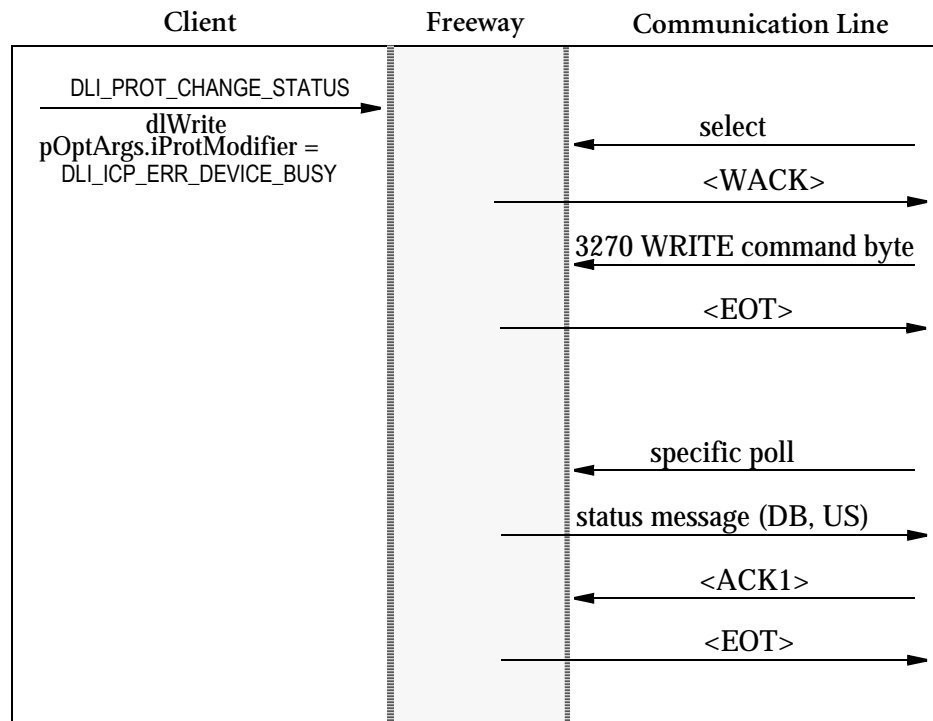 Client Freeway Communication Line
DLI_PROT_CHANGE_STATUS
dlWrite
pOptArgs.iProtModifier =
DLI_ICP_ERR_DEVICE_BUSY
select
<WACK>
3270 WRITE command byte
<EOT>
specific poll
status message (DB, US)
<ACK1>
<EOT>